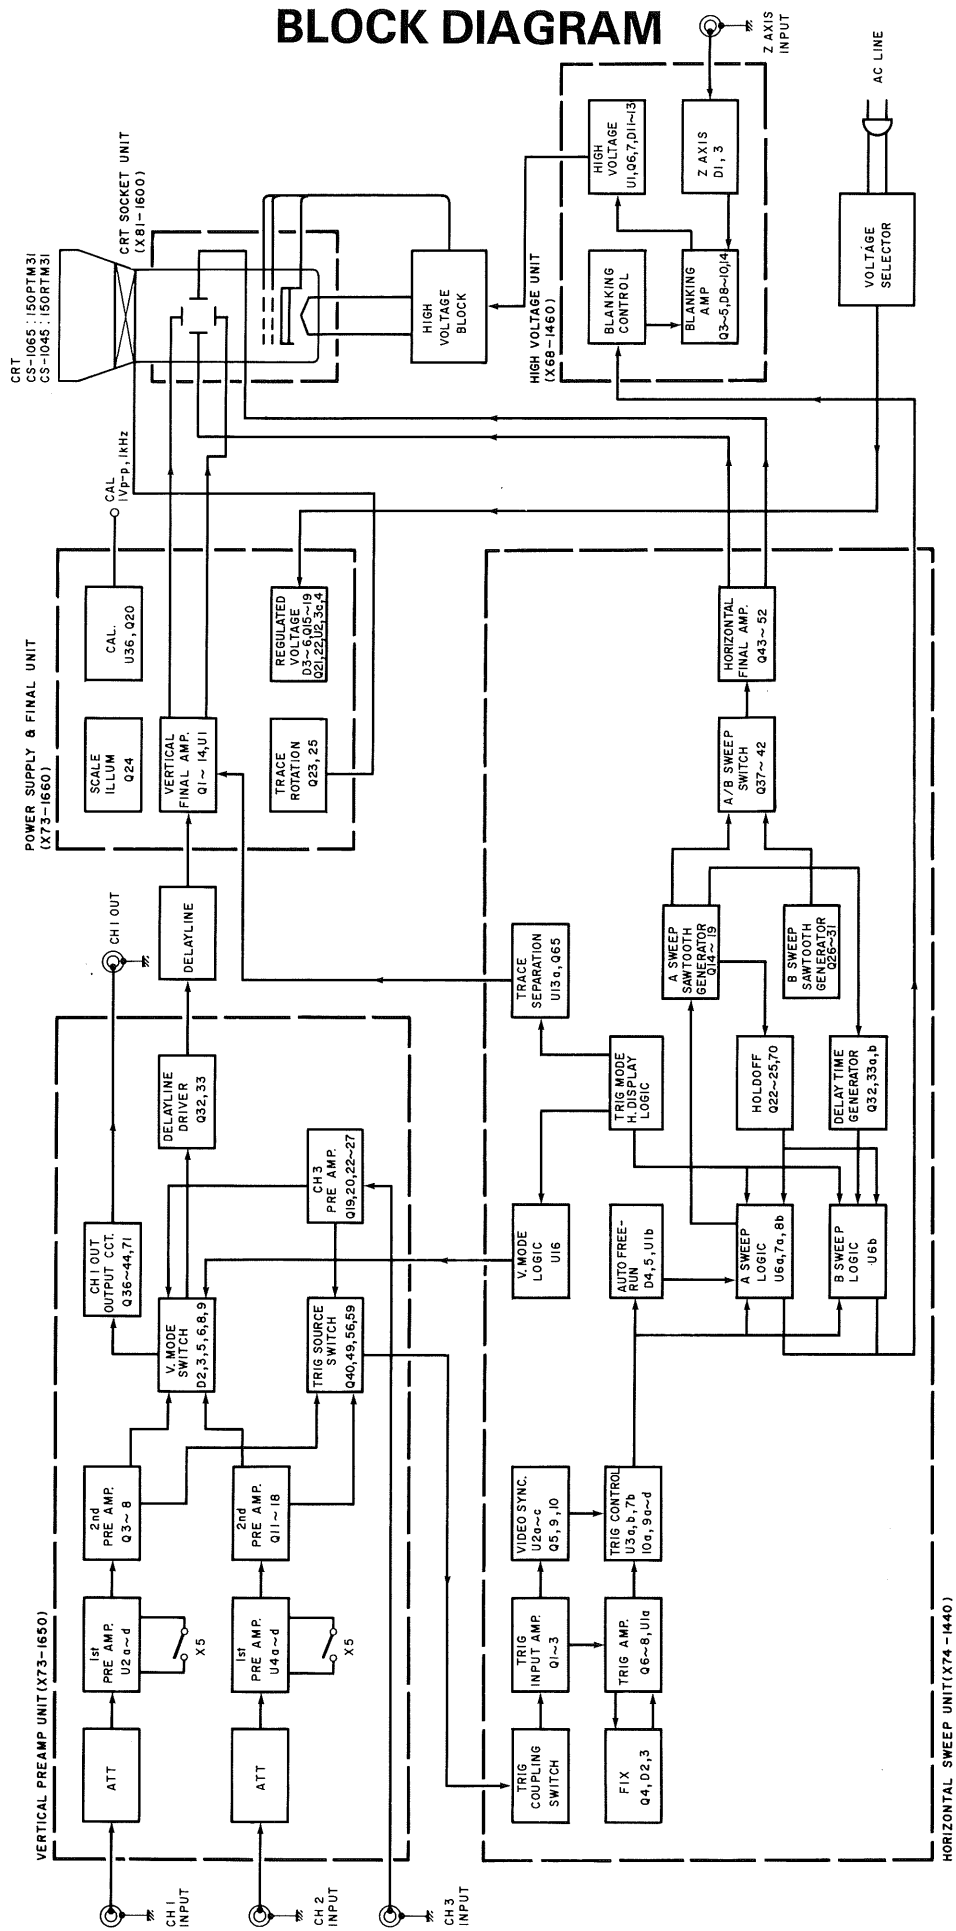 BLOCK DIAGRAM
CRT
CS-1065 : 150PTM31
CS-1045 : 150RTM31
CRT SOCKET UNIT
(X81-1600)
HIGH
VOLTAGE
BLOCK
HIGH VOLTAGE UNIT
(X68-1460)
BLANKING
CONTROL
HIGH
VOLTAGE
U1,Q6,7,D11~13
BLANKING
AMP
Q3~5,D8~10,14
Z AXIS
D1, 3
Z AXIS
INPUT
AC LINE
VOLTAGE
SELECTOR
CAL
1Vp-p, 1kHz
POWER SUPPLY & FINAL UNIT
(X73-1660)
SCALE
ILLUM
Q24
CAL.
U36, Q20
VERTICAL
FINAL AMP.
Q1~ 14,U1
TRACE
ROTATION
Q23, 25
REGULATED
VOLTAGE
D3~6,Q15~19
Q21,22,U2,3c,4
CH1 OUT
DELAYLINE
VERTICAL PREAMP UNIT(X73-1650)
CH1
INPUT
ATT
1st
PRE AMP.
U2a~d
X5
2nd
PRE AMP.
Q3~8
CH1OUT
OUTPUT CCT.
Q36~44,71
CH2
INPUT
ATT
1st
PRE AMP.
U4a~d
X5
2nd
PRE AMP.
Q11~18
V.MODE
SWITCH
D2,3,5,6,8,9
DELAYLINE
DRIVER
Q32,33
CH3
INPUT
TRIG SOURCE
SWITCH
Q40,49,56,59
CH3
PRE AMP.
Q19,20,22~27
HORIZONTAL SWEEP UNIT(X74-1440)
TRIG
COUPLING
SWITCH
TRIG
INPUT AMP.
Q1~3
VIDEO SYNC.
U2a~c
Q5, 9, 10
V.MODE
LOGIC
U16
TRACE
SEPARATION
U13a, Q65
FIX
Q4, D2, 3
TRIG AMP.
Q6~8,U1a
TRIG CONTROL
U3a,b,7b
10a,9a~d
AUTO FREE-
RUN
D4,5,U1b
TRIG MODE
H. DISPLAY
LOGIC
A SWEEP
LOGIC
U6a,7a,8b
B SWEEP
LOGIC
U6b
HOLDOFF
Q22~25,70
DELAY TIME
GENERATOR
Q32,33a,b
A SWEEP
SAWTOOTH
GENERATOR
Q14~19
B SWEEP
SAWTOOTH
GENERATOR
Q26~31
A/B SWEEP
SWITCH
Q37~42
HORIZONTAL
FINAL AMP.
Q43~52